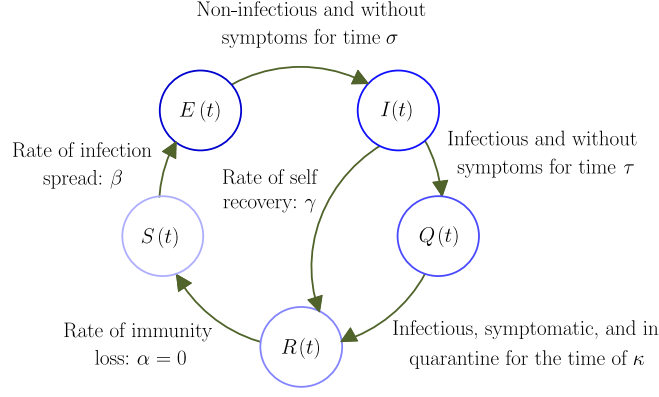 Non-infectious and without
symptoms for time σ
E (t)
I(t)
Infectious and without
symptoms for time τ
Rate of infection
spread: β
Rate of self
recovery: γ
S (t)
Q (t)
Rate of immunity
loss: α = 0
R(t)
Infectious, symptomatic, and in
quarantine for the time of κ